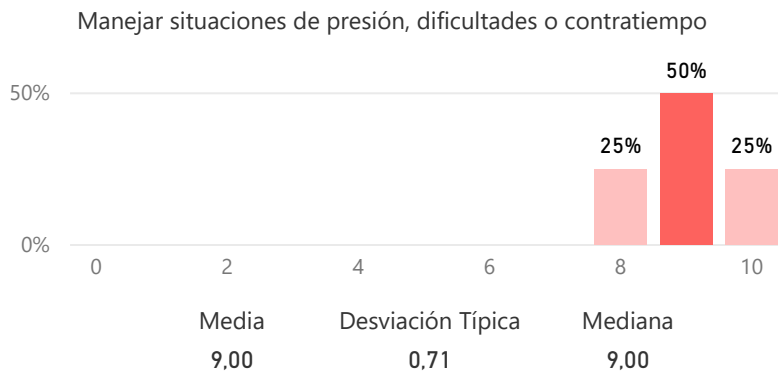 Manejar situaciones de presión, dificultades o contratiempo
50%
50%
25%
25%
0%
0 2 4 6 8 10
Media Desviación Típica Mediana
9,00 0,71 9,00